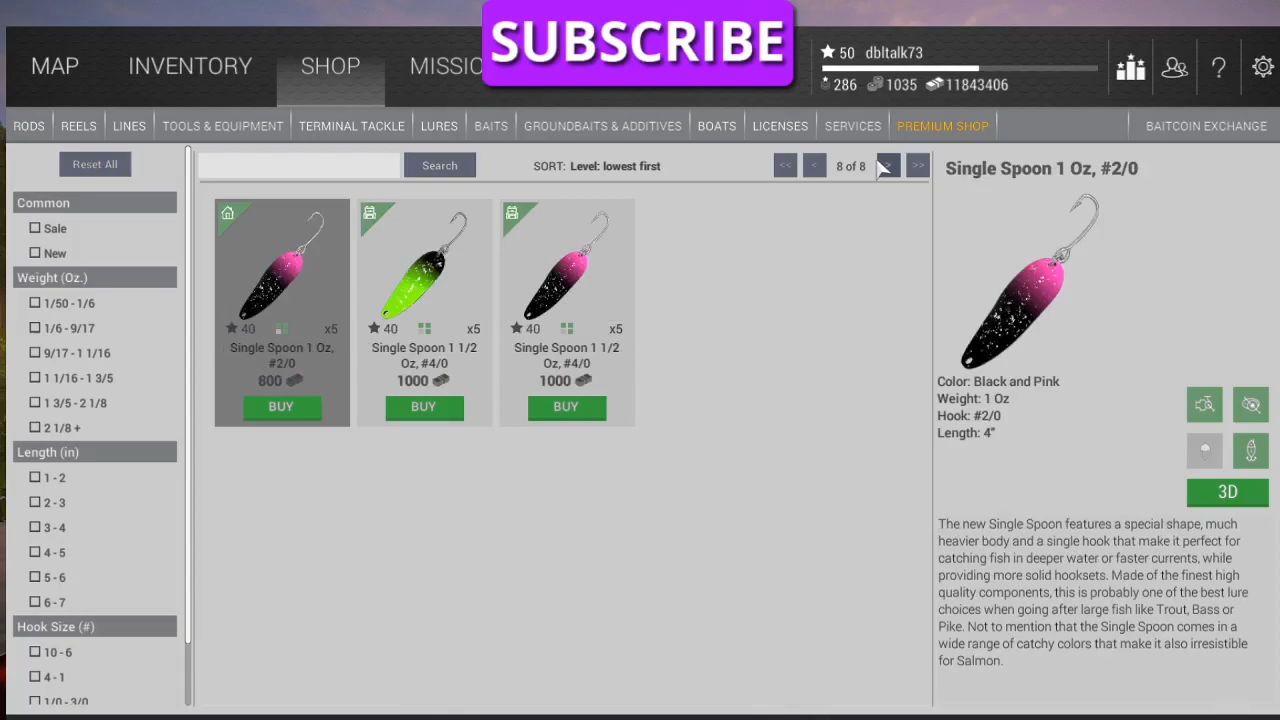 SUBSCRIBE
MAP INVENTORY SHOP MISSIO
50 dbltalk73
286 1035 11843406
RODS REELS LINES TOOLS & EQUIPMENT TERMINAL TACKLE LURES BAITS GROUNDBAITS & ADDITIVES BOATS LICENSES SERVICES PREMIUM SHOP BAITCOIN EXCHANGE
Reset All
Search SORT: Level: lowest first << < 8 of 8 > >>
Common
Sale
New
Weight (Oz.)
1/50 - 1/6
1/6 - 9/17
9/17 - 1 1/16
1 1/16 - 1 3/5
1 3/5 - 2 1/8
2 1/8 +
Length (in)
1 - 2
2 - 3
3 - 4
4 - 5
5 - 6
6 - 7
Hook Size (#)
10 - 6
4 - 1
1/0 - 3/0
40 x5
Single Spoon 1 Oz,
#2/0
800
BUY
40 x5
Single Spoon 1 1/2
Oz, #4/0
1000
BUY
40 x5
Single Spoon 1 1/2
Oz, #4/0
1000
BUY
Single Spoon 1 Oz, #2/0
Color: Black and Pink
Weight: 1 Oz
Hook: #2/0
Length: 4"
3D
The new Single Spoon features a special shape, much
heavier body and a single hook that make it perfect for
catching fish in deeper water or faster currents, while
providing more solid hooksets. Made of the finest high
quality components, this is probably one of the best lure
choices when going after large fish like Trout, Bass or
Pike. Not to mention that the Single Spoon comes in a
wide range of catchy colors that make it also irresistible
for Salmon.